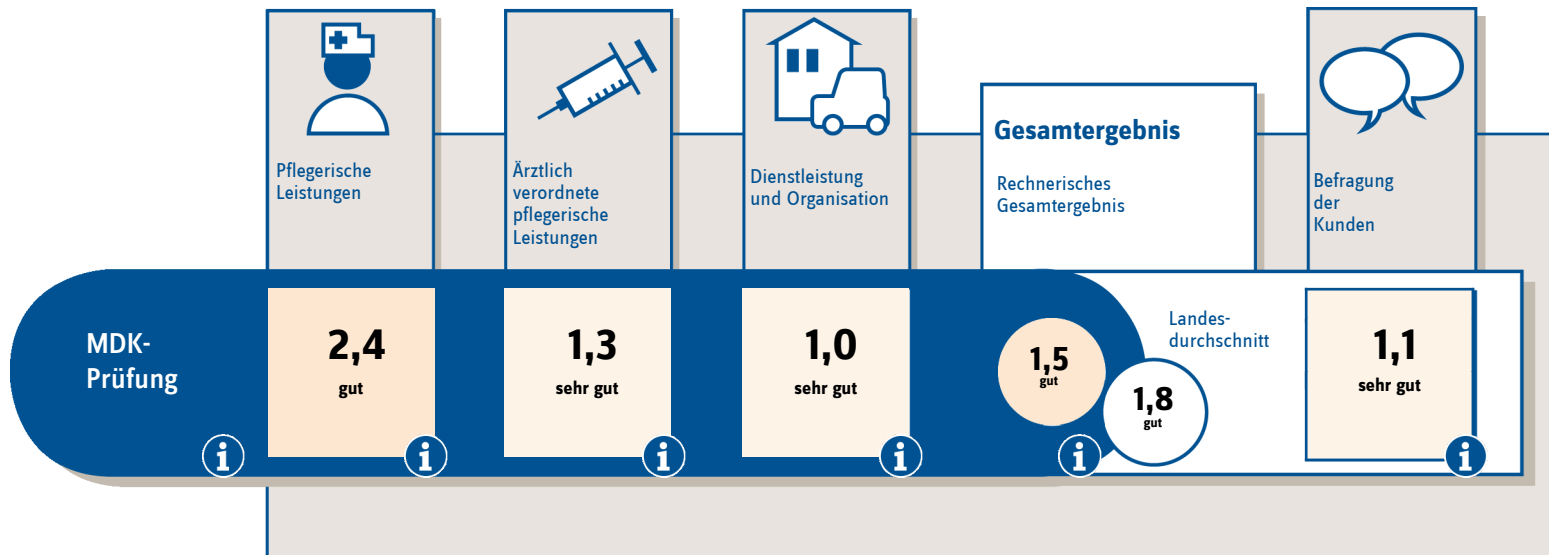 Pflegerische
Leistungen
Ärztlich
verordnete
pflegerische
Leistungen
Dienstleistung
und Organisation
Gesamtergebnis
Rechnerisches
Gesamtergebnis
Befragung
der
Kunden
MDK-
Prüfung
2,4
gut
1,3
sehr gut
1,0
sehr gut
1,5
gut
Landes-
durchschnitt
1,8
gut
1,1
sehr gut
i
i
i
i
i
i